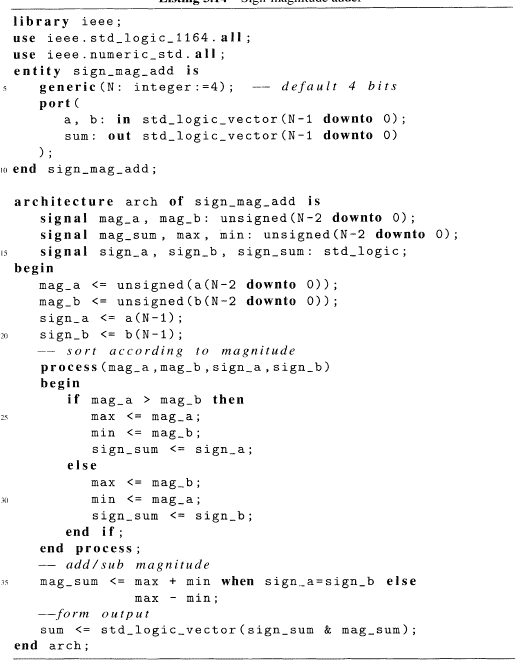 Listing 3.14 Sign-magnitude adder
library ieee;
use ieee.std_logic_1164.all;
use ieee.numeric_std.all;
entity sign_mag_add is
5 generic(N: integer:=4); -- default 4 bits
port(
a, b: in std_logic_vector(N-1 downto 0);
sum: out std_logic_vector(N-1 downto 0)
);
10 end sign_mag_add;
architecture arch of sign_mag_add is
signal mag_a, mag_b: unsigned(N-2 downto 0);
signal mag_sum, max, min: unsigned(N-2 downto 0);
15 signal sign_a, sign_b, sign_sum: std_logic;
begin
mag_a <= unsigned(a(N-2 downto 0));
mag_b <= unsigned(b(N-2 downto 0));
sign_a <= a(N-1);
20 sign_b <= b(N-1);
-- sort according to magnitude
process(mag_a,mag_b,sign_a,sign_b)
begin
if mag_a > mag_b then
25 max <= mag_a;
min <= mag_b;
sign_sum <= sign_a;
else
max <= mag_b;
30 min <= mag_a;
sign_sum <= sign_b;
end if;
end process;
-- add/sub magnitude
35 mag_sum <= max + min when sign_a=sign_b else
max - min;
--form output
sum <= std_logic_vector(sign_sum & mag_sum);
end arch;